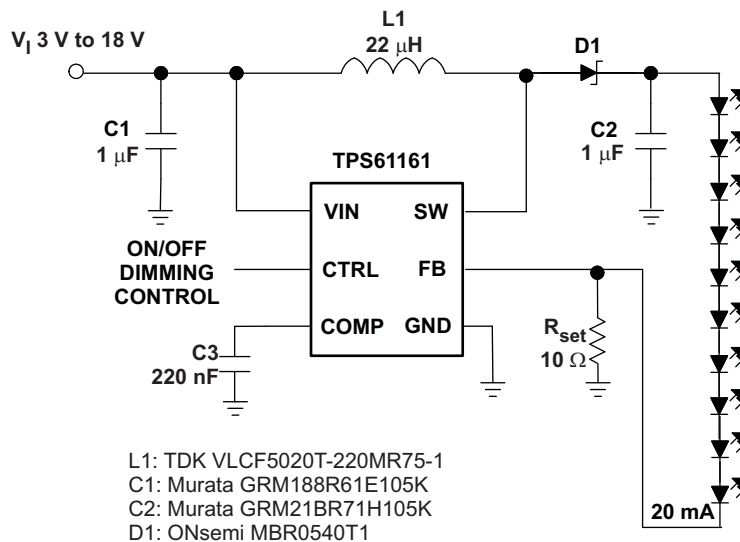 L1
22 μH
V_I 3 V to 18 V
D1
C1
1 μF
C2
1 μF
TPS61161
VIN SW
ON/OFF
DIMMING
CONTROL
CTRL FB
COMP GND
C3
220 nF
R_set
10 Ω
L1: TDK VLCF5020T-220MR75-1
C1: Murata GRM188R61E105K
C2: Murata GRM21BR71H105K
D1: ONsemi MBR0540T1
20 mA